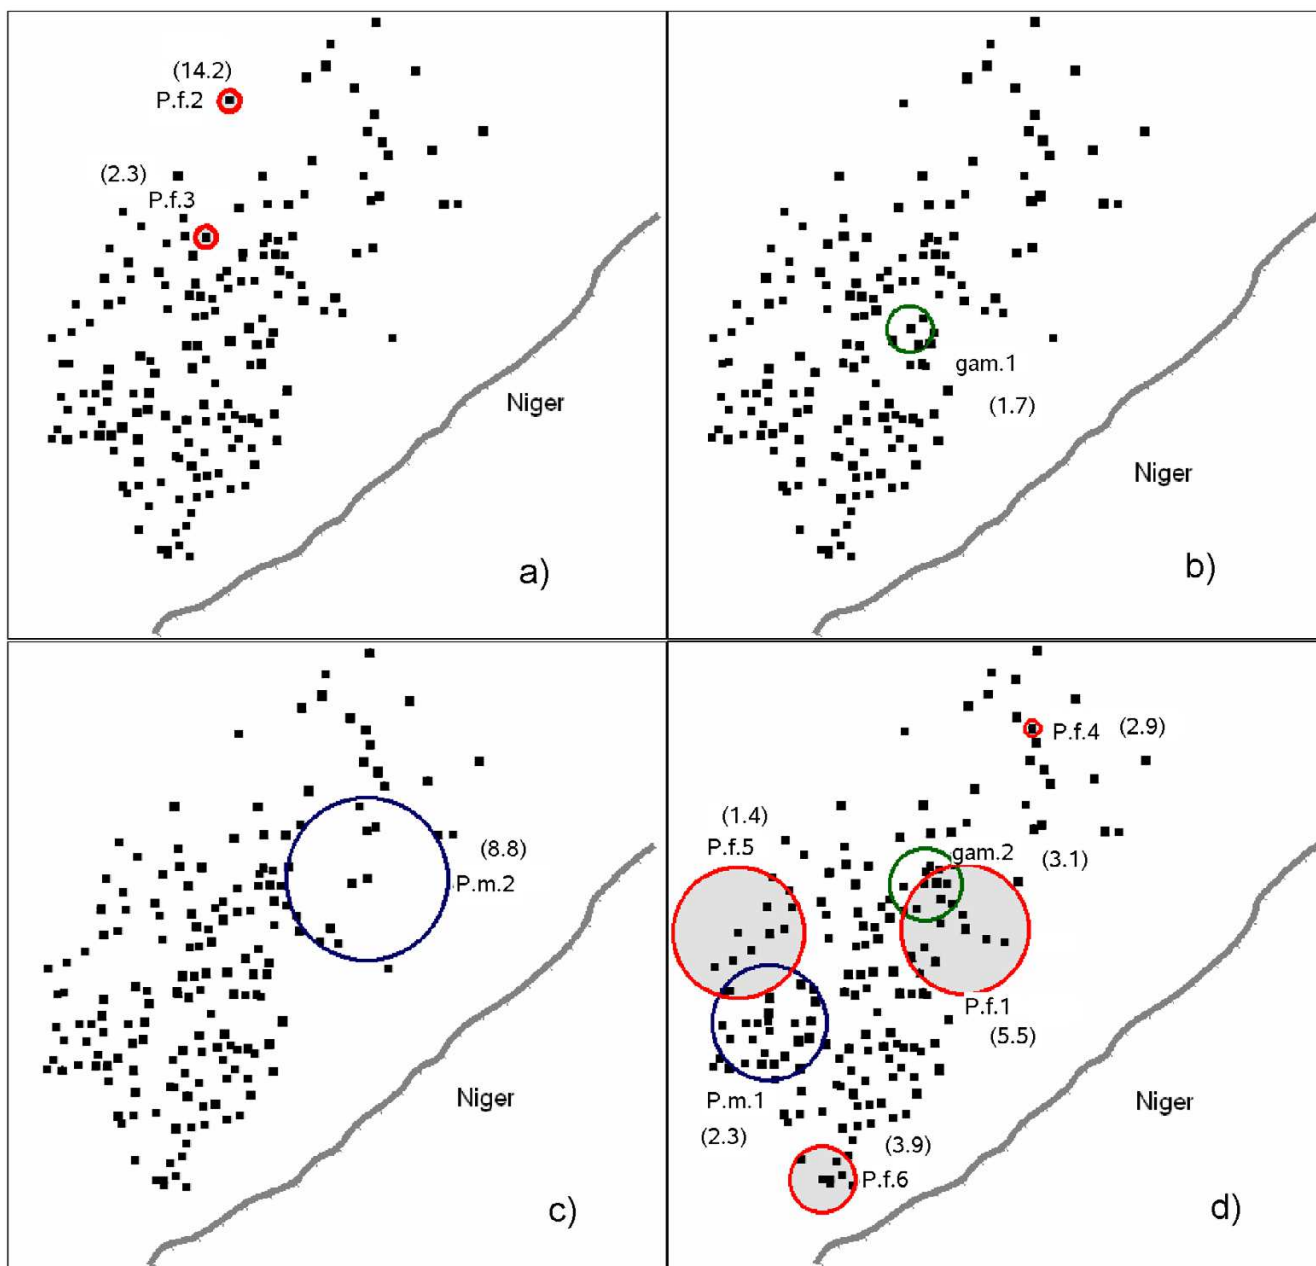 (14.2)
P.f.2
(2.3)
P.f.3
Niger
a)
gam.1
(1.7)
Niger
b)
(8.8)
P.m.2
Niger
c)
P.f.4 (2.9)
(1.4)
P.f.5
gam.2
(3.1)
P.f.1
(5.5)
P.m.1
(2.3)
Niger
(3.9)
P.f.6
d)